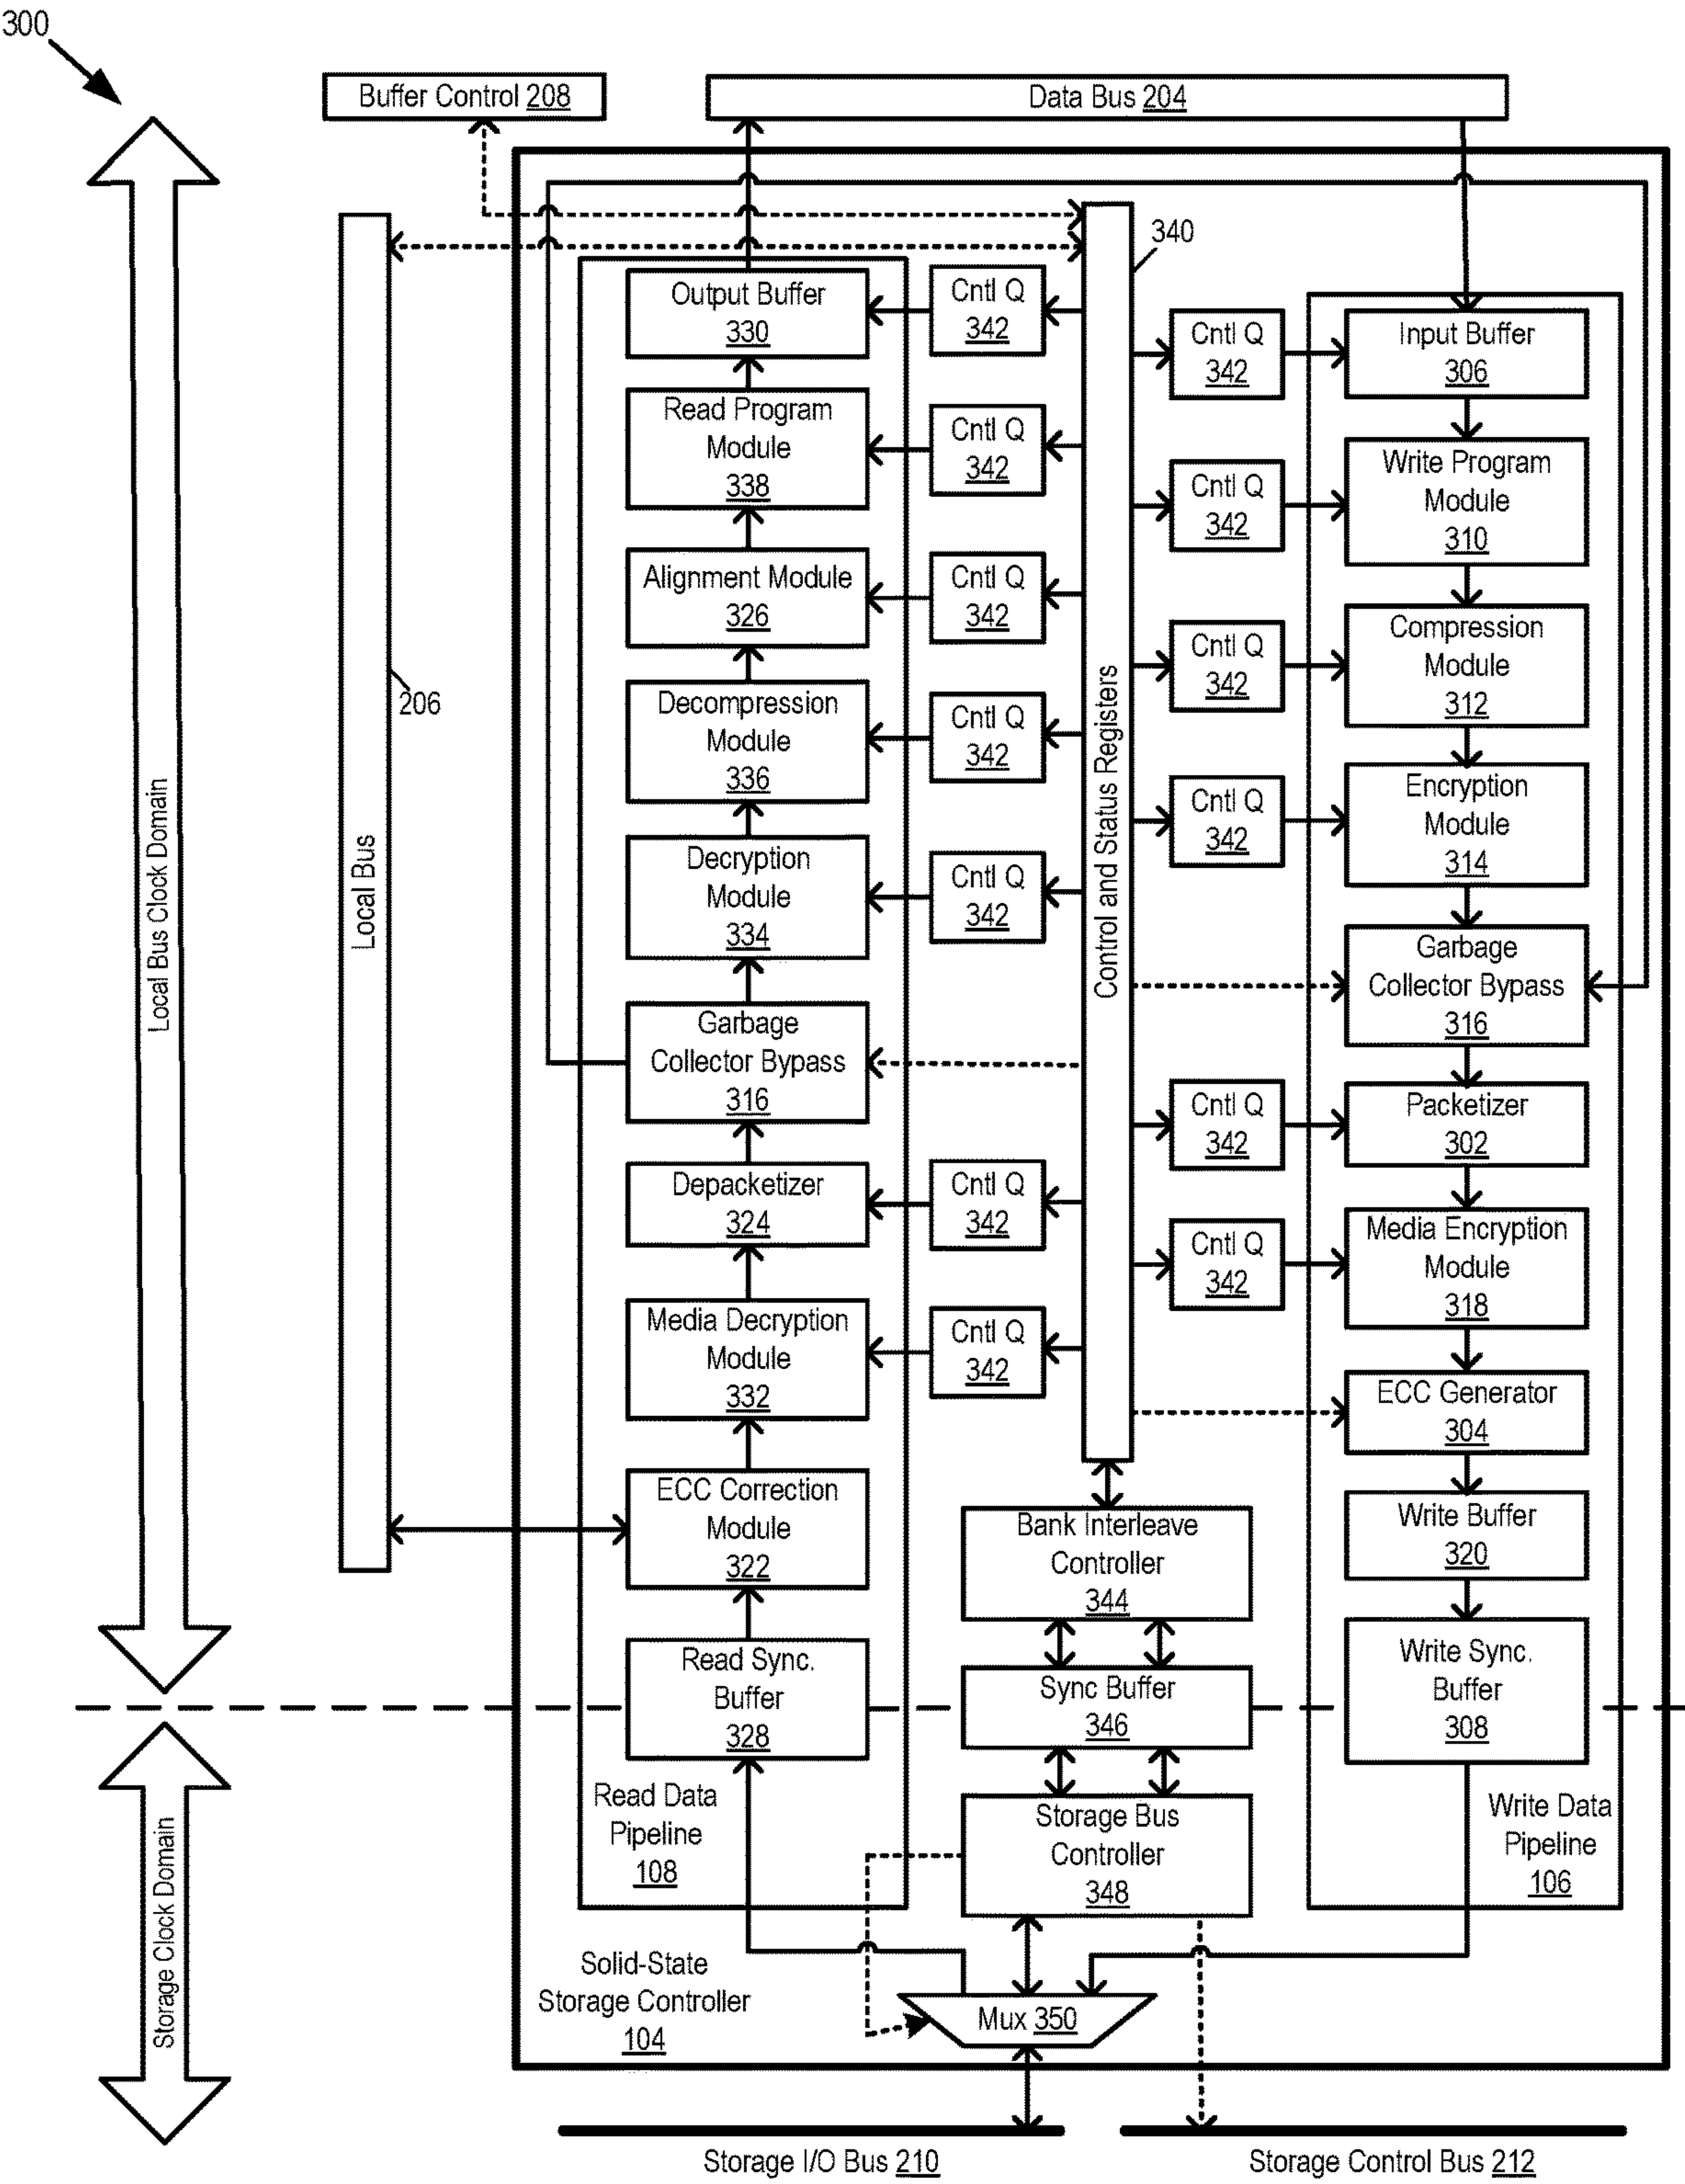 300
Buffer Control 208
Data Bus 204
340
206
Local Bus Clock Domain
Storage Clock Domain
Local Bus
Control and Status Registers
Output Buffer
330
Read Program
Module
338
Alignment Module
326
Decompression
Module
336
Decryption
Module
334
Garbage
Collector Bypass
316
Depacketizer
324
Media Decryption
Module
332
ECC Correction
Module
322
Read Sync.
Buffer
328
Read Data
Pipeline
108
Cntl Q
342
Cntl Q
342
Cntl Q
342
Cntl Q
342
Cntl Q
342
Cntl Q
342
Cntl Q
342
Cntl Q
342
Cntl Q
342
Cntl Q
342
Cntl Q
342
Cntl Q
342
Cntl Q
342
Input Buffer
306
Write Program
Module
310
Compression
Module
312
Encryption
Module
314
Garbage
Collector Bypass
316
Packetizer
302
Media Encryption
Module
318
ECC Generator
304
Write Buffer
320
Write Sync.
Buffer
308
Write Data
Pipeline
106
Bank Interleave
Controller
344
Sync Buffer
346
Storage Bus
Controller
348
Solid-State
Storage Controller
104
Mux 350
Storage I/O Bus 210
Storage Control Bus 212